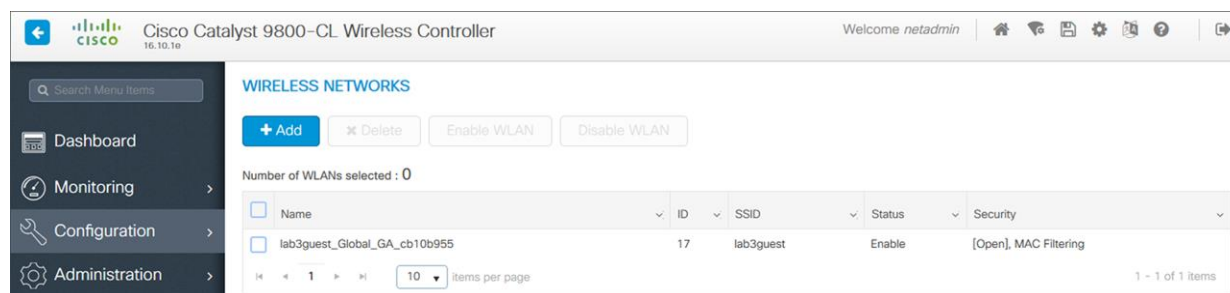 CISCO
Cisco Catalyst 9800-CL Wireless Controller
16.10.1e
Welcome netadmin
Search Menu Items
Dashboard
Monitoring
Configuration
Administration
WIRELESS NETWORKS
+ Add
Delete
Enable WLAN
Disable WLAN
Number of WLANs selected : 0
Name ID SSID Status Security
lab3guest_Global_GA_cb10b955 17 lab3guest Enable [Open], MAC Filtering
1 10 items per page 1 - 1 of 1 items